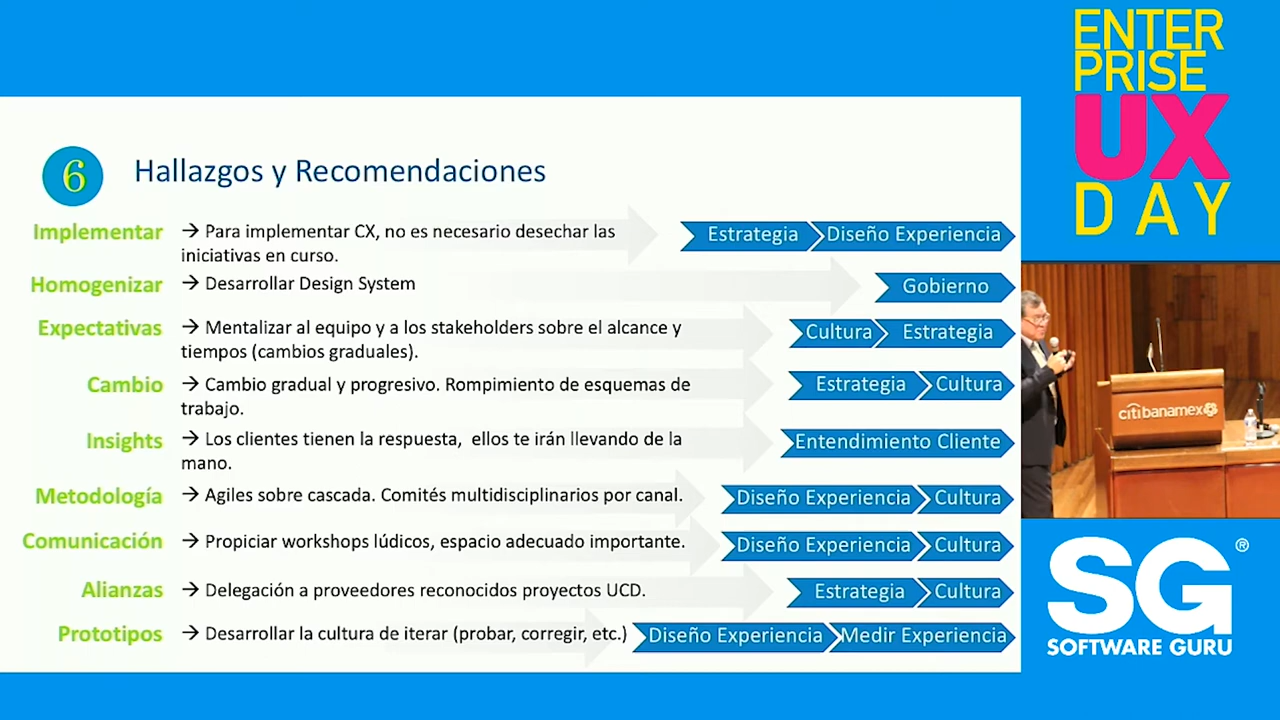 6
Hallazgos y Recomendaciones
Implementar → Para implementar CX, no es necesario desechar las
iniciativas en curso.
Estrategia Diseño Experiencia
Homogenizar → Desarrollar Design System
Gobierno
Expectativas → Mentalizar al equipo y a los stakeholders sobre el alcance y
tiempos (cambios graduales).
Cultura Estrategia
Cambio → Cambio gradual y progresivo. Rompimiento de esquemas de
trabajo.
Estrategia Cultura
Insights → Los clientes tienen la respuesta, ellos te irán llevando de la
mano.
Entendimiento Cliente
Metodología → Agiles sobre cascada. Comités multidisciplinarios por canal.
Diseño Experiencia Cultura
Comunicación → Propiciar workshops lúdicos, espacio adecuado importante.
Diseño Experiencia Cultura
Alianzas → Delegación a proveedores reconocidos proyectos UCD.
Estrategia Cultura
Prototipos → Desarrollar la cultura de iterar (probar, corregir, etc.)
Diseño Experiencia Medir Experiencia
ENTER
PRISE
UX
DAY
citibanamex
SG®
SOFTWARE GURU